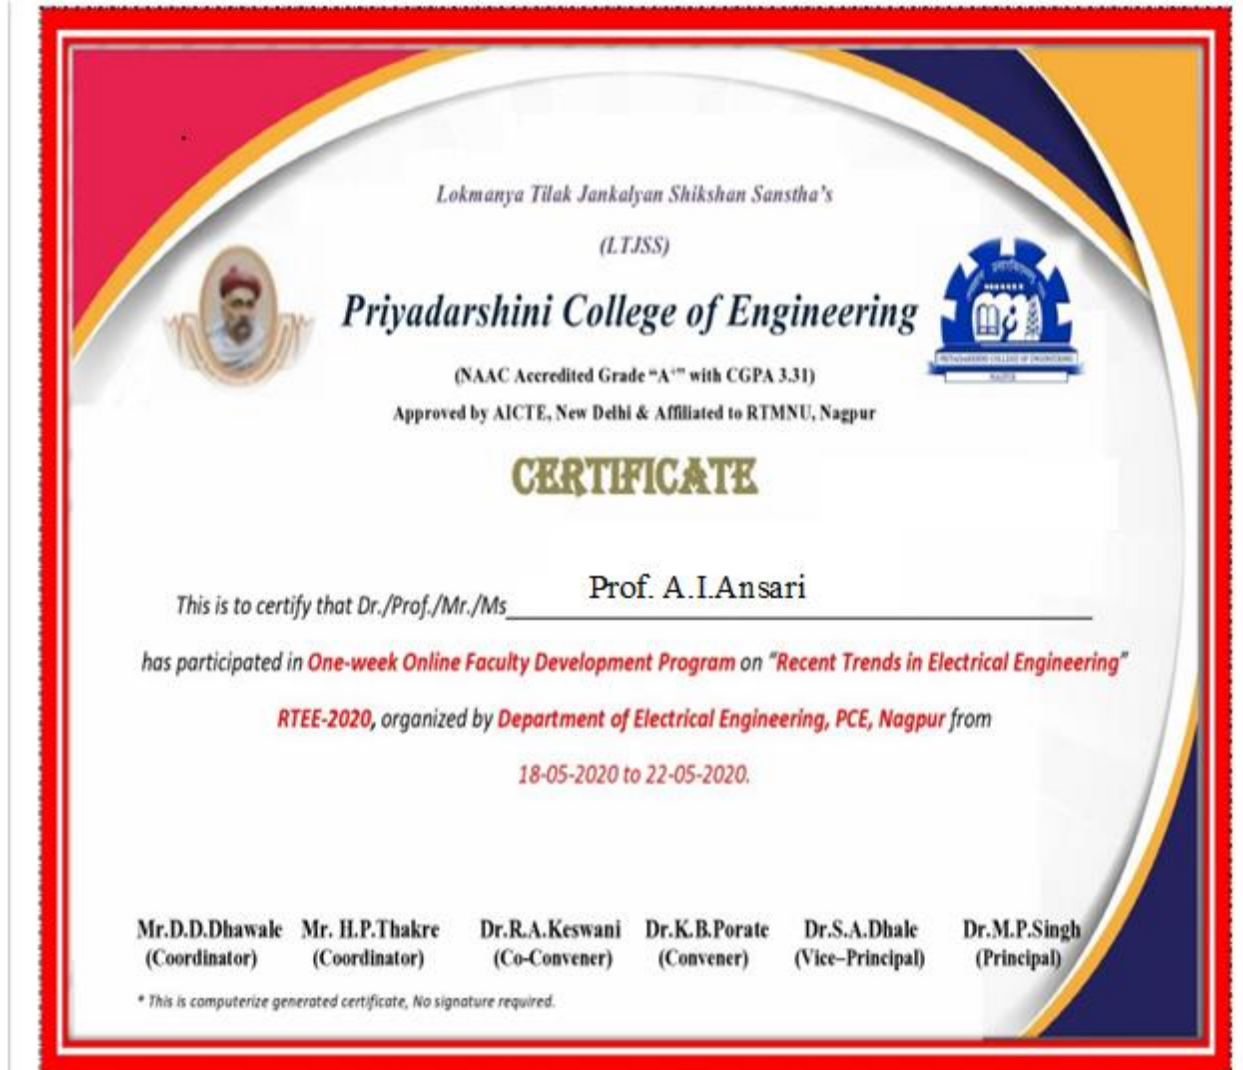 Lokmanya Tilak Jankalyan Shikshan Sanstha's
(LTJSS)
Priyadarshini College of Engineering
(NAAC Accredited Grade “A+” with CGPA 3.31)
Approved by AICTE, New Delhi & Affiliated to RTMNU, Nagpur
PRIYADARSHINI COLLEGE OF ENGINEERING
NAGPUR
CERTIFICATE
This is to certify that Dr./Prof./Mr./Ms Prof. A.I.Ansari
has participated in One-week Online Faculty Development Program on “Recent Trends in Electrical Engineering”
RTEE-2020, organized by Department of Electrical Engineering, PCE, Nagpur from
18-05-2020 to 22-05-2020.
Mr.D.D.Dhawale Mr. H.P.Thakre Dr.R.A.Keswani Dr.K.B.Porate Dr.S.A.Dhale Dr.M.P.Singh
(Coordinator) (Coordinator) (Co-Convener) (Convener) (Vice–Principal) (Principal)
* This is computerize generated certificate, No signature required.